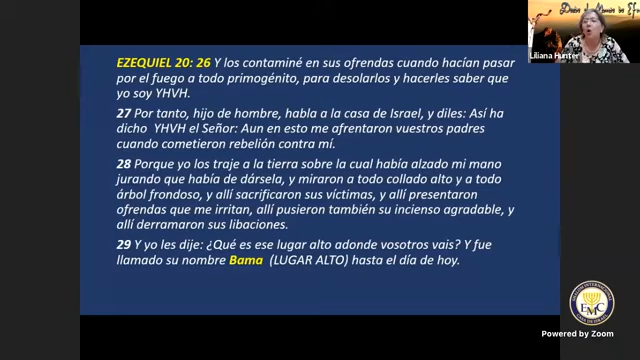 EZEQUIEL 20: 26 Y los contaminé en sus ofrendas cuando hacían pasar
por el fuego a todo primogénito, para desolarlos y hacerles saber que
yo soy YHVH.
27 Por tanto, hijo de hombre, habla a la casa de Israel, y diles: Así ha
dicho YHVH el Señor: Aun en esto me afrentaron vuestros padres
cuando cometieron rebelión contra mí.
28 Porque yo los traje a la tierra sobre la cual había alzado mi mano
jurando que había de dársela, y miraron a todo collado alto y a todo
árbol frondoso, y allí sacrificaron sus víctimas, y allí presentaron
ofrendas que me irritan, allí pusieron también su incienso agradable, y
allí derramaron sus libaciones.
29 Y yo les dije: ¿Qué es ese lugar alto adonde vosotros vais? Y fue
llamado su nombre Bama (LUGAR ALTO) hasta el día de hoy.
Liliana Hunter
EMC
Powered by Zoom